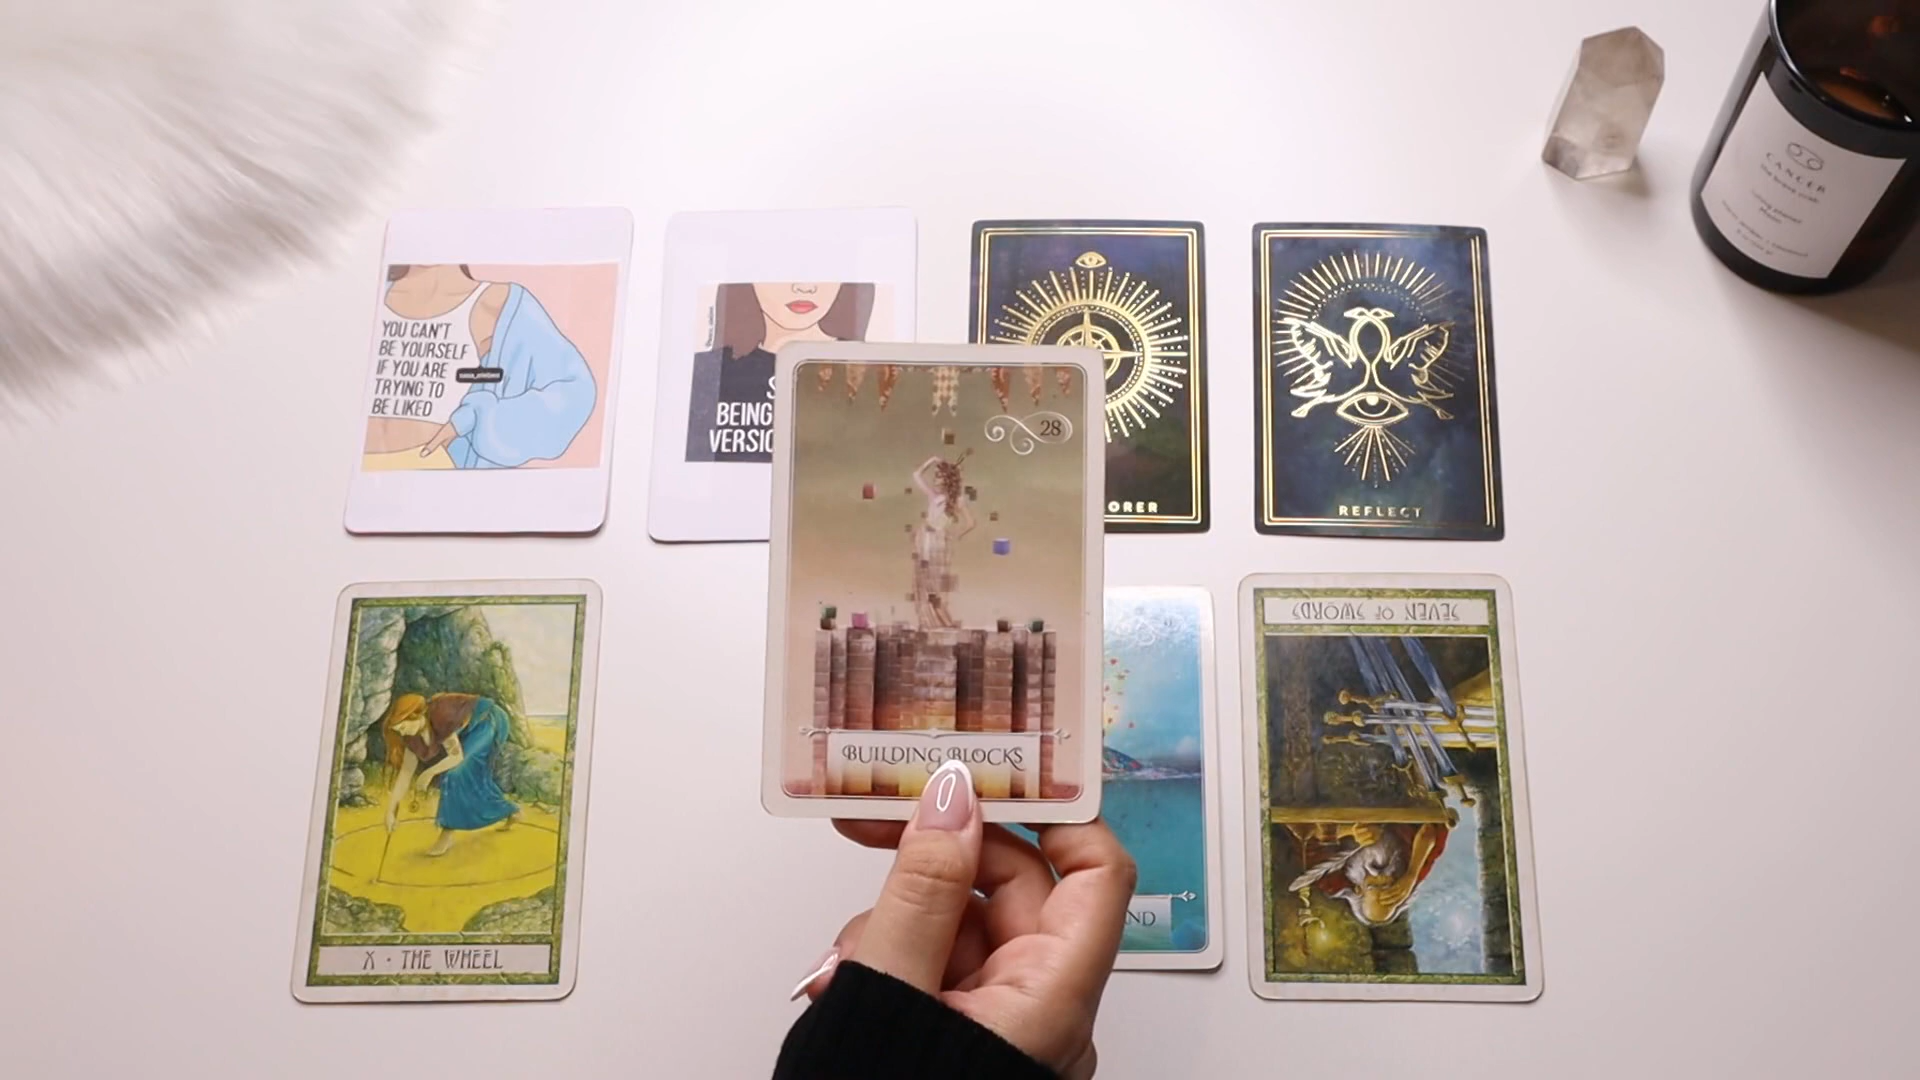 YOU CAN'T
BE YOURSELF
IF YOU ARE
TRYING TO
BE LIKED
S
BEING
VERSIO
ORER
REFLECT
CANCER
28
BUILDING BLOCKS
X • THE WHEEL
ND
SEVEN OF SWORDS